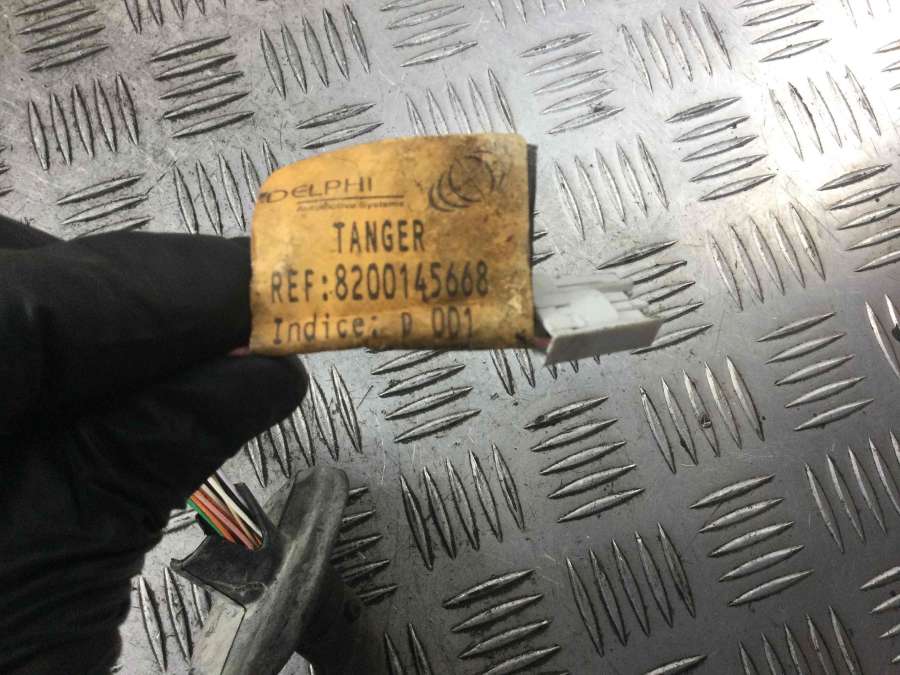 DELPHI
Automotive Systems
TANGER
REF:8200145668
Indice: D 001